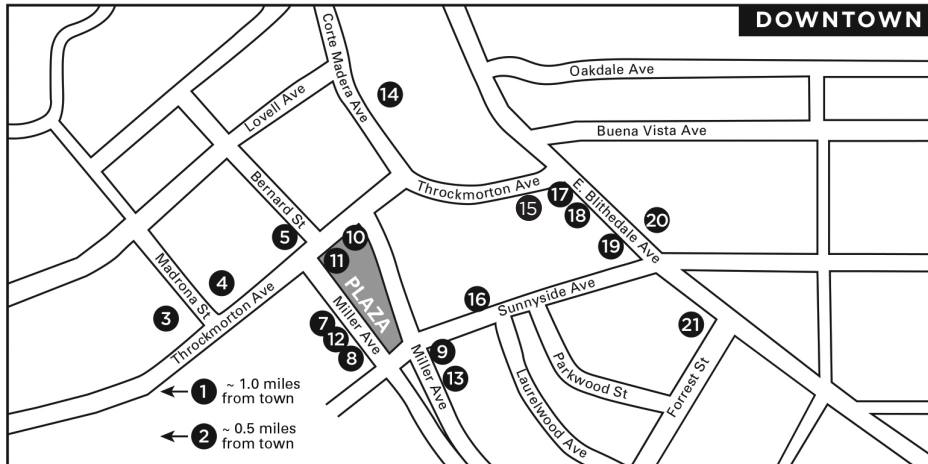 DOWNTOWN
Corte Madera Ave
Oakdale Ave
14
Lovell Ave
Buena Vista Ave
Bernard St
Throckmorton Ave
E. Blithedale Ave
17
15
18
20
5
10
19
11
Madrona St
4
PLAZA
16
Sunnyside Ave
3
Throckmorton Ave
Miller Ave
7
12
8
9
13
Miller Ave
21
Parkwood St
Laurelwood Ave
Forrest St
1
~ 1.0 miles
from town
2
~ 0.5 miles
from town